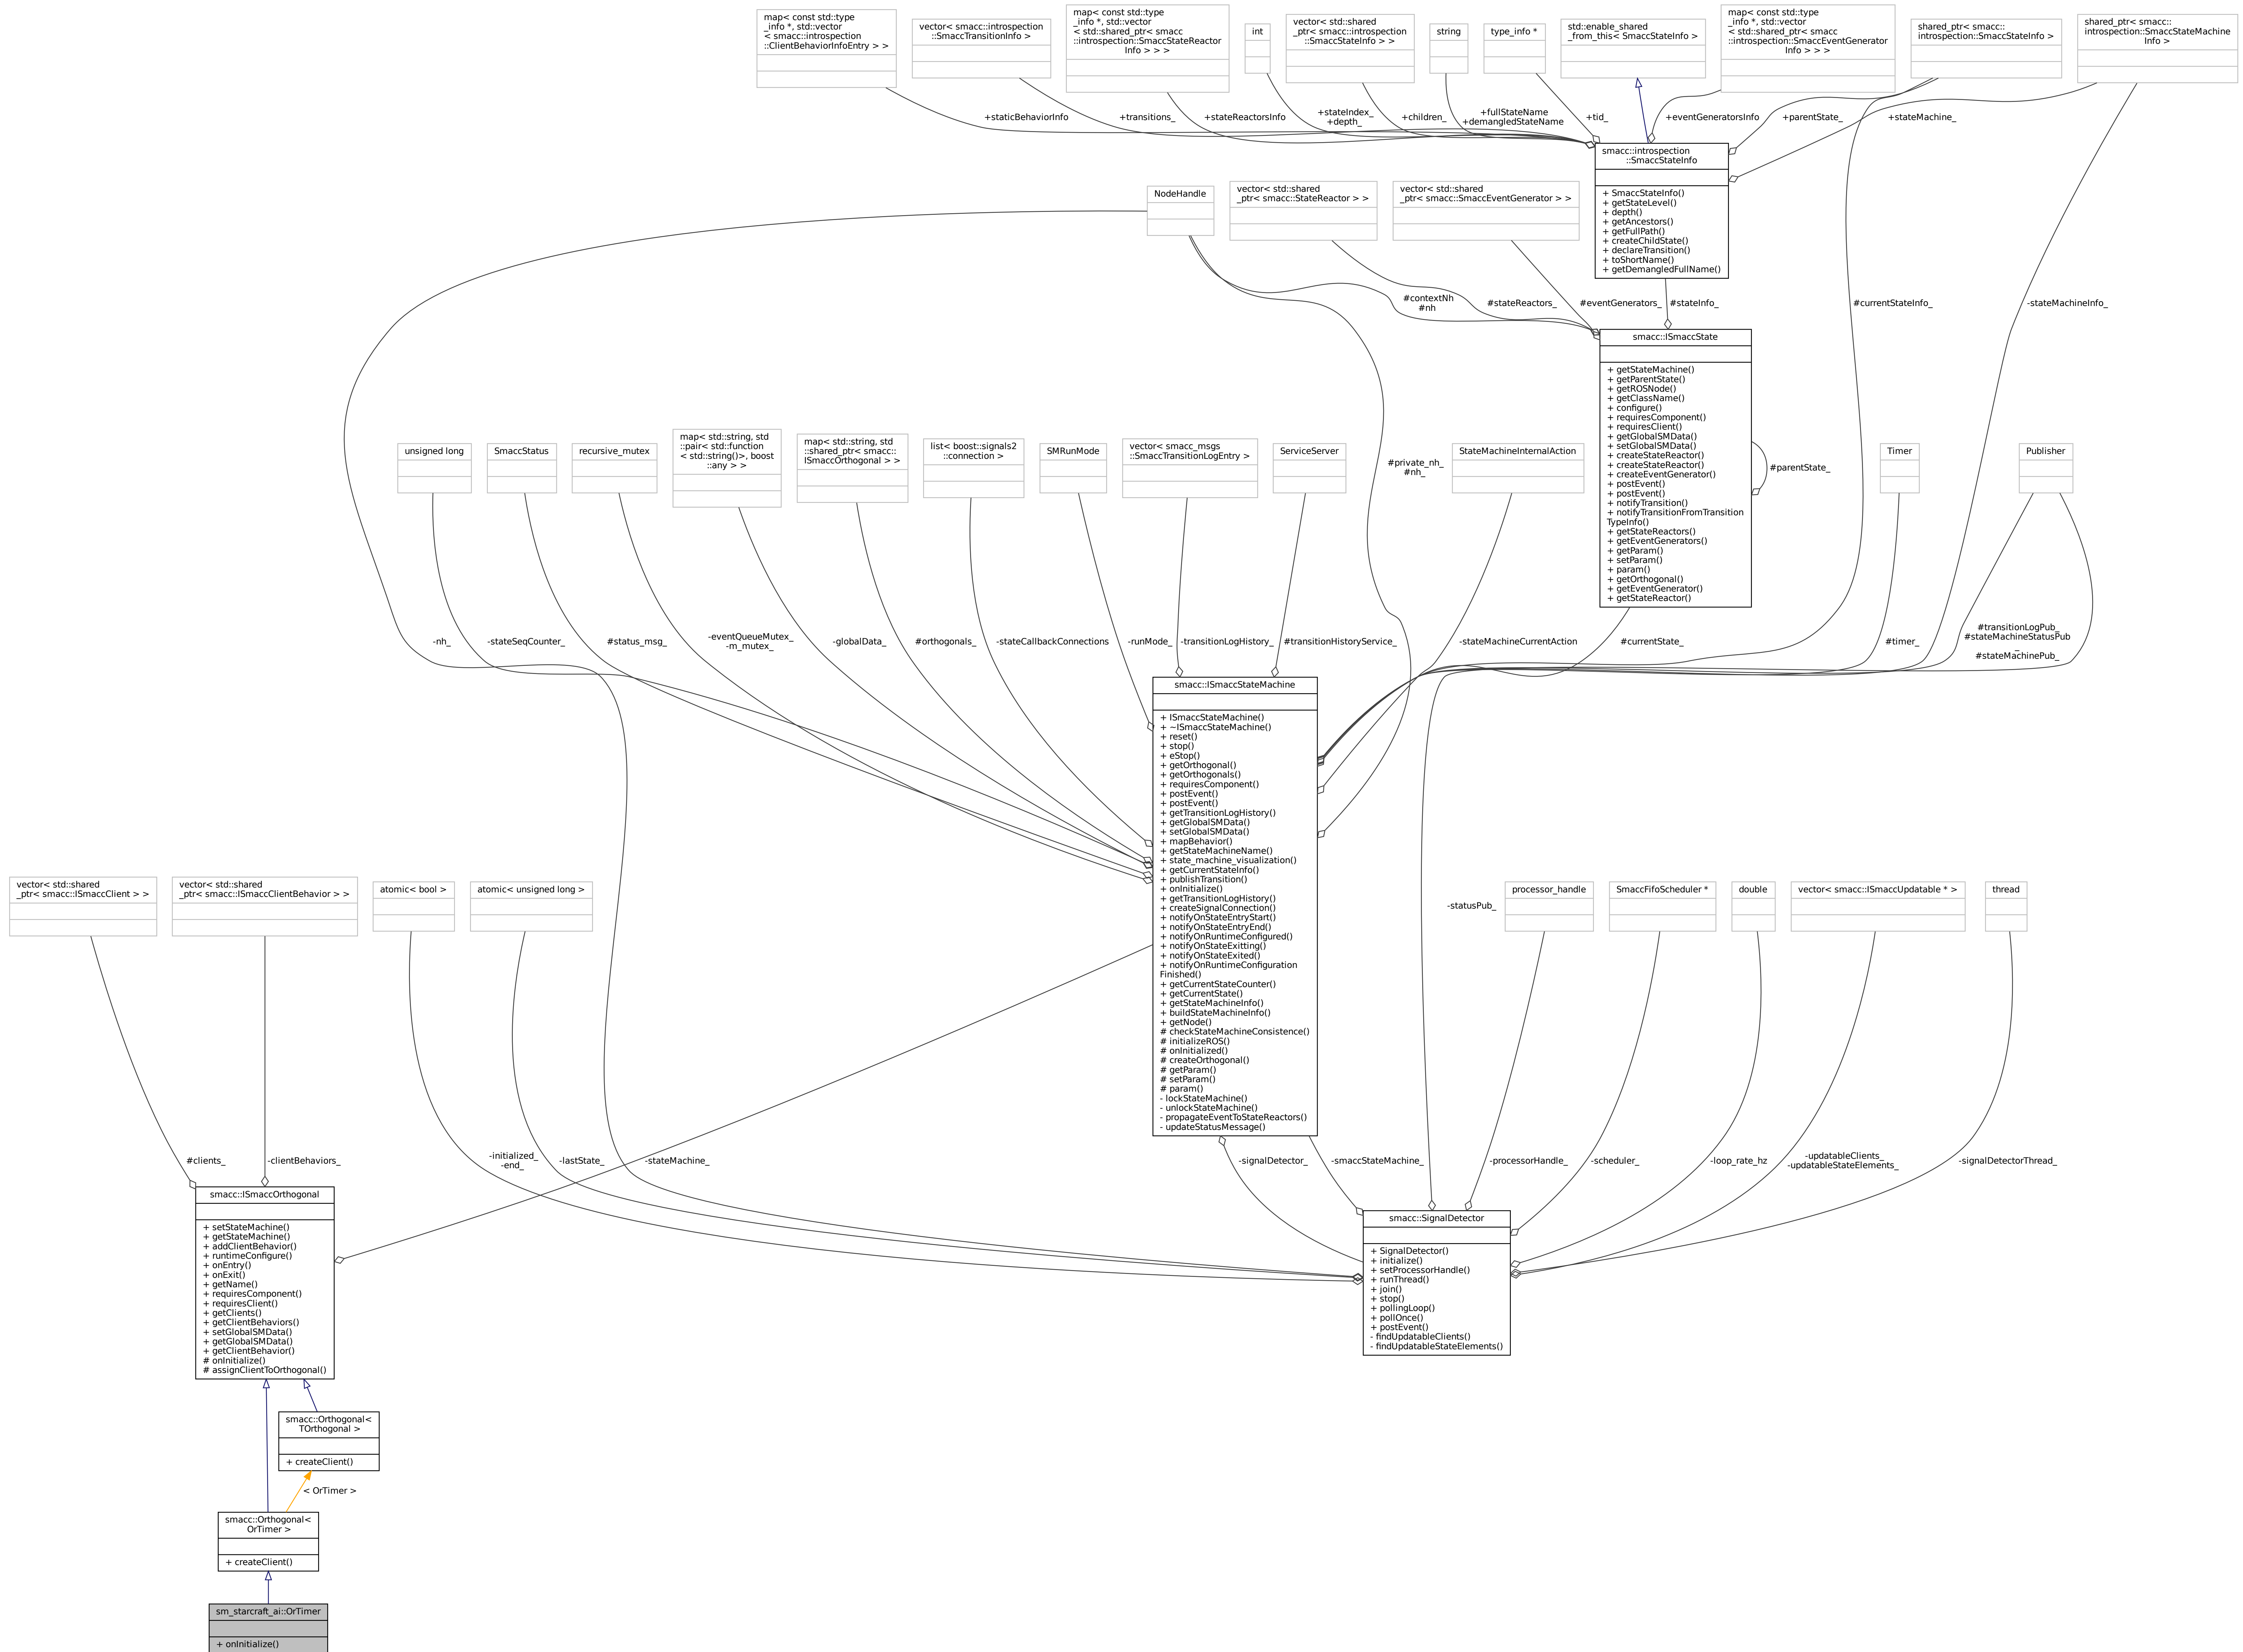 map< const std::type
_info *, std::vector
< smacc::introspection
::ClientBehaviorInfoEntry > >
vector< smacc::introspection
::SmaccTransitionInfo >
map< const std::type
_info *, std::vector
< std::shared_ptr< smacc
::introspection::SmaccStateReactor
Info > > >
int
vector< std::shared
_ptr< smacc::introspection
::SmaccStateInfo > >
string
type_info *
std::enable_shared
_from_this< SmaccStateInfo >
map< const std::type
_info *, std::vector
< std::shared_ptr< smacc
::introspection::SmaccEventGenerator
Info > > >
shared_ptr< smacc::
introspection::SmaccStateInfo >
shared_ptr< smacc::
introspection::SmaccStateMachine
Info >
+staticBehaviorInfo
+transitions_
+stateReactorsInfo
+stateIndex_
+depth_
+children_
+fullStateName
+demangledStateName
+tid_
+eventGeneratorsInfo
+parentState_
+stateMachine_
smacc::introspection
::SmaccStateInfo
+ SmaccStateInfo()
+ getStateLevel()
+ depth()
+ getAncestors()
+ getFullPath()
+ createChildState()
+ declareTransition()
+ toShortName()
+ getDemangledFullName()
NodeHandle
vector< std::shared
_ptr< smacc::StateReactor > >
vector< std::shared
_ptr< smacc::SmaccEventGenerator > >
#contextNh
#nh
#stateReactors_
#eventGenerators_
#stateInfo_
#currentStateInfo_
-stateMachineInfo_
smacc::ISmaccState
+ getStateMachine()
+ getParentState()
+ getROSNode()
+ getClassName()
+ configure()
+ requiresComponent()
+ requiresClient()
+ getGlobalSMData()
+ setGlobalSMData()
+ createStateReactor()
+ createStateReactor()
+ createEventGenerator()
+ postEvent()
+ postEvent()
+ notifyTransition()
+ notifyTransitionFromTransition
TypeInfo()
+ getStateReactors()
+ getEventGenerators()
+ getParam()
+ setParam()
+ param()
+ getOrthogonal()
+ getEventGenerator()
+ getStateReactor()
#parentState_
unsigned long
SmaccStatus
recursive_mutex
map< std::string, std
::pair< std::function
< std::string()>, boost
::any > >
map< std::string, std
::shared_ptr< smacc::
ISmaccOrthogonal > >
list< boost::signals2
::connection >
SMRunMode
vector< smacc_msgs
::SmaccTransitionLogEntry >
ServiceServer
#private_nh_
#nh_
StateMachineInternalAction
Timer
Publisher
-nh_
-stateSeqCounter_
#status_msg_
-eventQueueMutex_
-m_mutex_
-globalData_
#orthogonals_
-stateCallbackConnections
-runMode_
-transitionLogHistory_
#transitionHistoryService_
-stateMachineCurrentAction
#currentState_
#timer_
#transitionLogPub_
#stateMachineStatusPub
_
#stateMachinePub_
smacc::ISmaccStateMachine
+ ISmaccStateMachine()
+ ~ISmaccStateMachine()
+ reset()
+ stop()
+ eStop()
+ getOrthogonal()
+ getOrthogonals()
+ requiresComponent()
+ postEvent()
+ postEvent()
+ getTransitionLogHistory()
+ getGlobalSMData()
+ setGlobalSMData()
+ mapBehavior()
+ getStateMachineName()
+ state_machine_visualization()
+ getCurrentStateInfo()
+ publishTransition()
+ onInitialize()
+ getTransitionLogHistory()
+ createSignalConnection()
+ notifyOnStateEntryStart()
+ notifyOnStateEntryEnd()
+ notifyOnRuntimeConfigured()
+ notifyOnStateExitting()
+ notifyOnStateExited()
+ notifyOnRuntimeConfiguration
Finished()
+ getCurrentStateCounter()
+ getCurrentState()
+ getStateMachineInfo()
+ buildStateMachineInfo()
+ getNode()
# checkStateMachineConsistence()
# initializeROS()
# onInitialized()
# createOrthogonal()
# getParam()
# setParam()
# param()
- lockStateMachine()
- unlockStateMachine()
- propagateEventToStateReactors()
- updateStatusMessage()
vector< std::shared
_ptr< smacc::ISmaccClient > >
vector< std::shared
_ptr< smacc::ISmaccClientBehavior > >
atomic< bool >
atomic< unsigned long >
-statusPub_
processor_handle
SmaccFifoScheduler *
double
vector< smacc::ISmaccUpdatable * >
thread
#clients_
-clientBehaviors_
-initialized_
-end_
-lastState_
-stateMachine_
-signalDetector_
-smaccStateMachine_
-processorHandle_
-scheduler_
-loop_rate_hz
-updatableClients_
-updatableStateElements_
-signalDetectorThread_
smacc::ISmaccOrthogonal
+ setStateMachine()
+ getStateMachine()
+ addClientBehavior()
+ runtimeConfigure()
+ onEntry()
+ onExit()
+ getName()
+ requiresComponent()
+ requiresClient()
+ getClients()
+ getClientBehaviors()
+ setGlobalSMData()
+ getGlobalSMData()
+ getClientBehavior()
# onInitialize()
# assignClientToOrthogonal()
smacc::SignalDetector
+ SignalDetector()
+ initialize()
+ setProcessorHandle()
+ runThread()
+ join()
+ stop()
+ pollingLoop()
+ pollOnce()
+ postEvent()
- findUpdatableClients()
- findUpdatableStateElements()
smacc::Orthogonal<
TOrthogonal >
+ createClient()
< OrTimer >
smacc::Orthogonal<
OrTimer >
+ createClient()
sm_starcraft_ai::OrTimer
+ onInitialize()